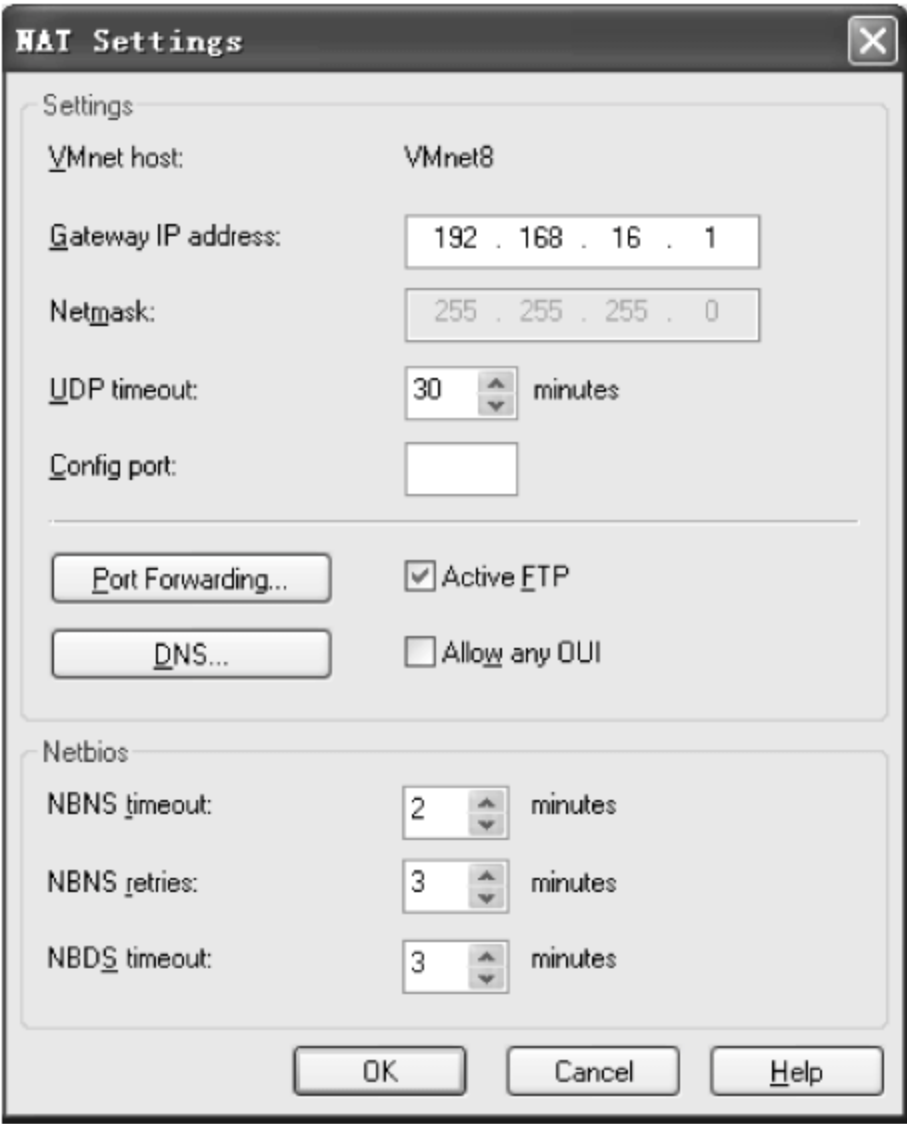 NAT Settings
Settings
VMnet host: VMnet8
Gateway IP address: 192 . 168 . 16 . 1
Netmask: 255 . 255 . 255 . 0
UDP timeout: 30 minutes
Config port:
Port Forwarding... Active FTP
DNS... Allow any OUI
Netbios
NBNS timeout: 2 minutes
NBNS retries: 3 minutes
NBDS timeout: 3 minutes
OK Cancel Help